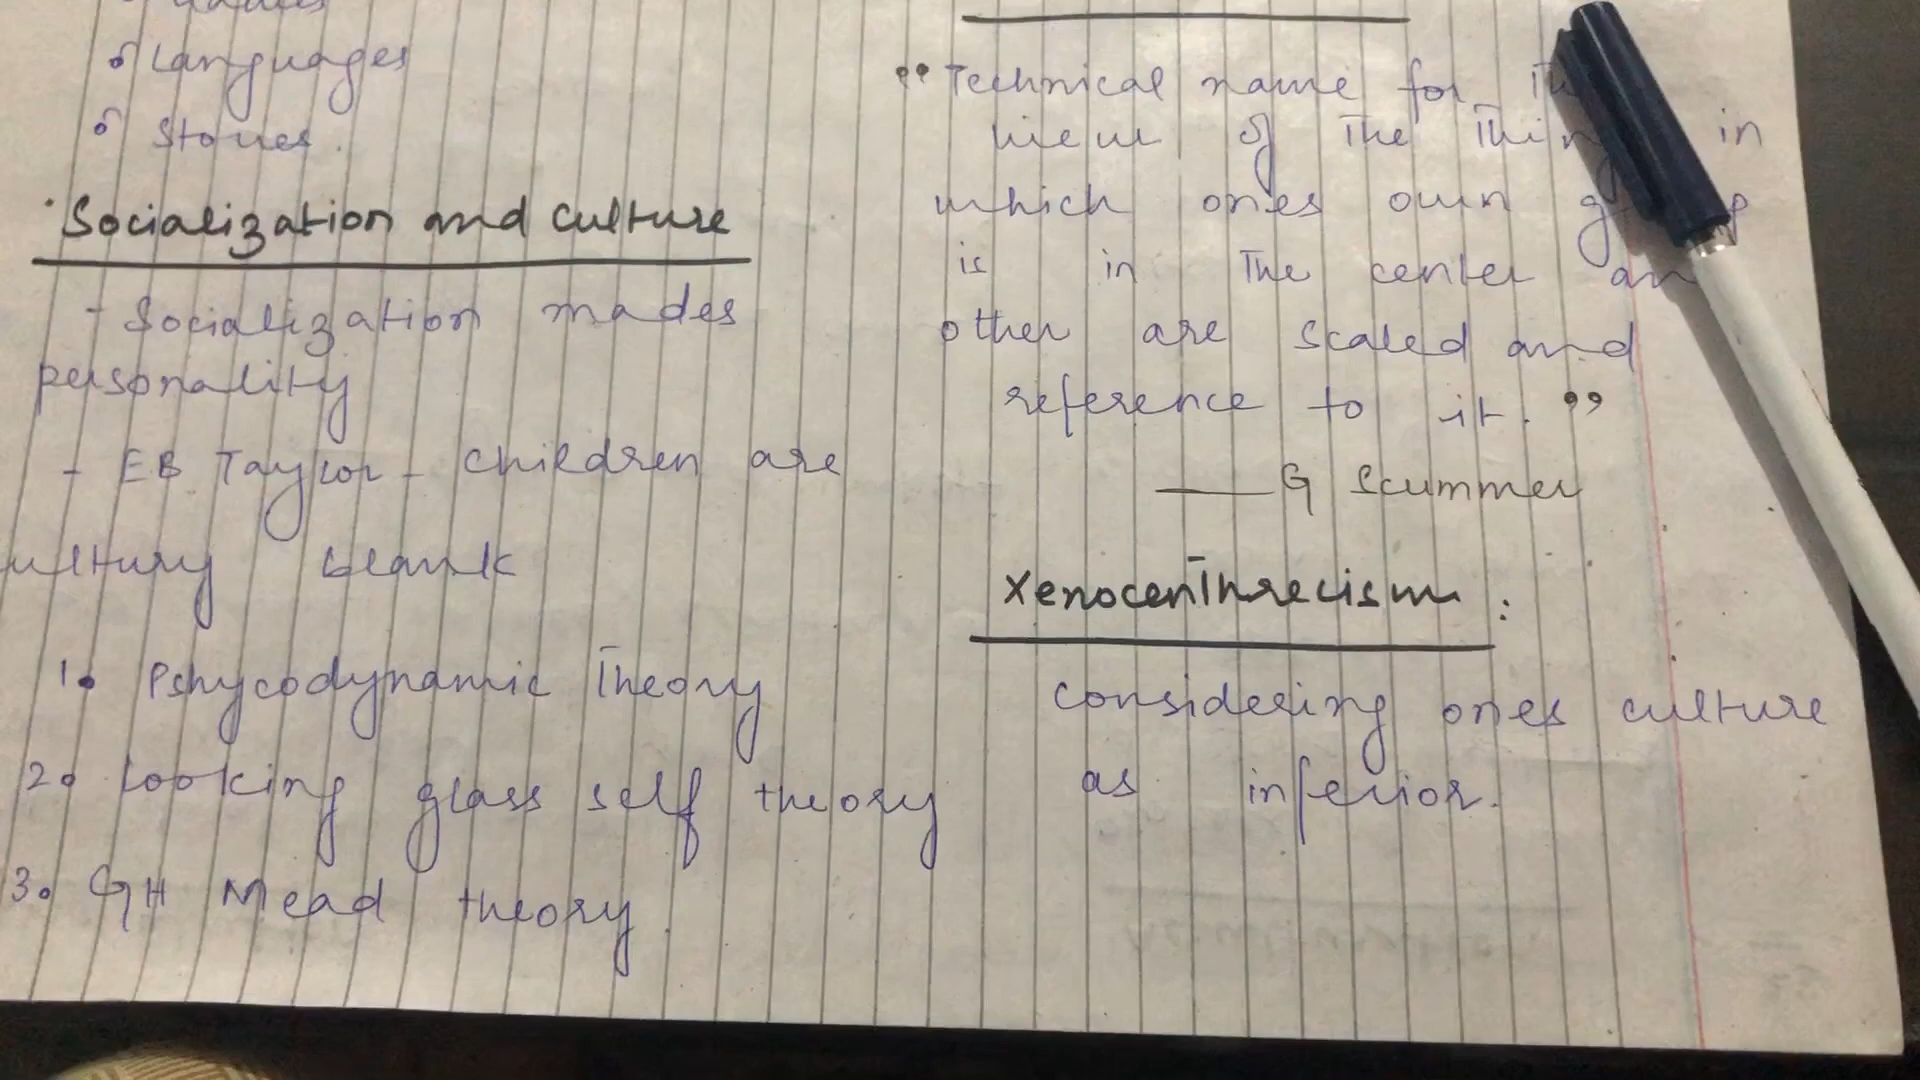 Languages
Stories.
Socialization and culture
- Socialization mades
personality
- EB Taylor - children are
blank
1. Pshycodynamic Theory
2. looking glass self theory
3. GH Mead theory
"Technical name for
view of The in
which ones own
is in The center
other are scaled and
reference to it."
— G Scummer
Xenocenthrecism :
considering ones culture
as inferior.